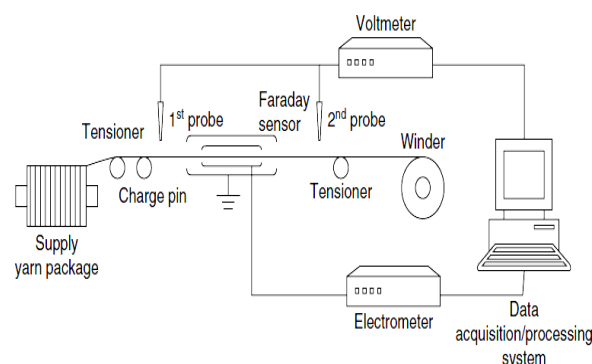 Voltmeter
Faraday
sensor
1st probe
2nd probe
Tensioner
Winder
Charge pin
Tensioner
Supply
yarn package
Electrometer
Data
acquisition/processing
system